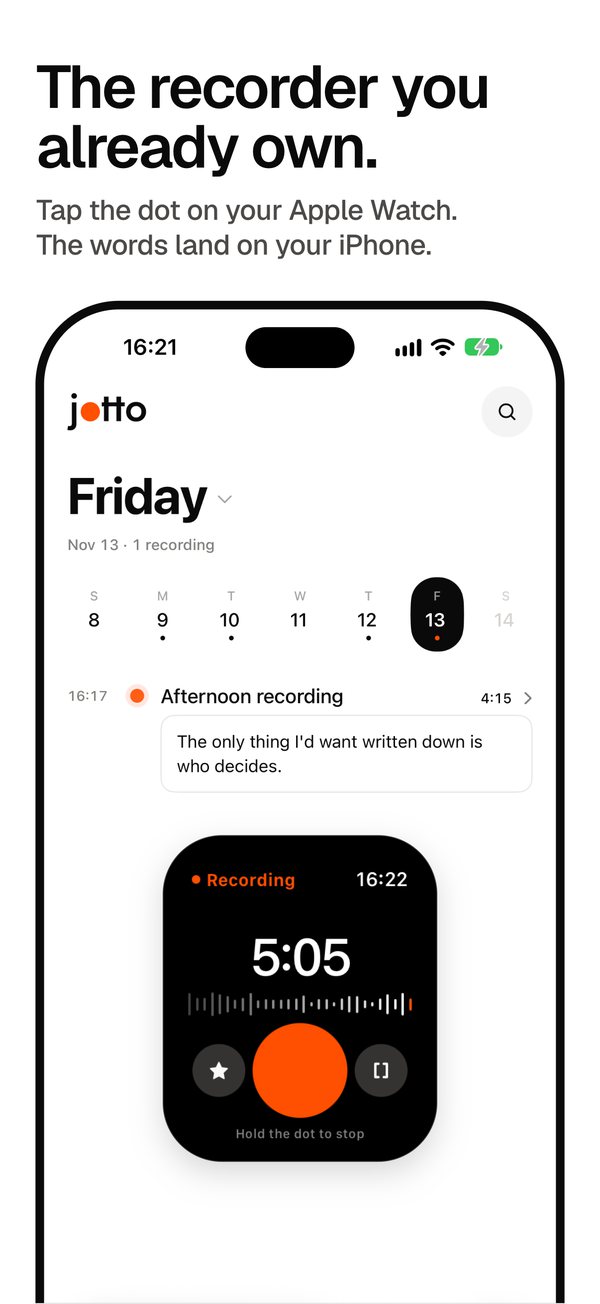 The recorder you
already own.
Tap the dot on your Apple Watch.
The words land on your iPhone.
16:21
jotto
Friday
Nov 13 · 1 recording
S M T W T F S
8 9 10 11 12 13 14
16:17 Afternoon recording 4:15
The only thing I'd want written down is
who decides.
Recording 16:22
5:05
Hold the dot to stop